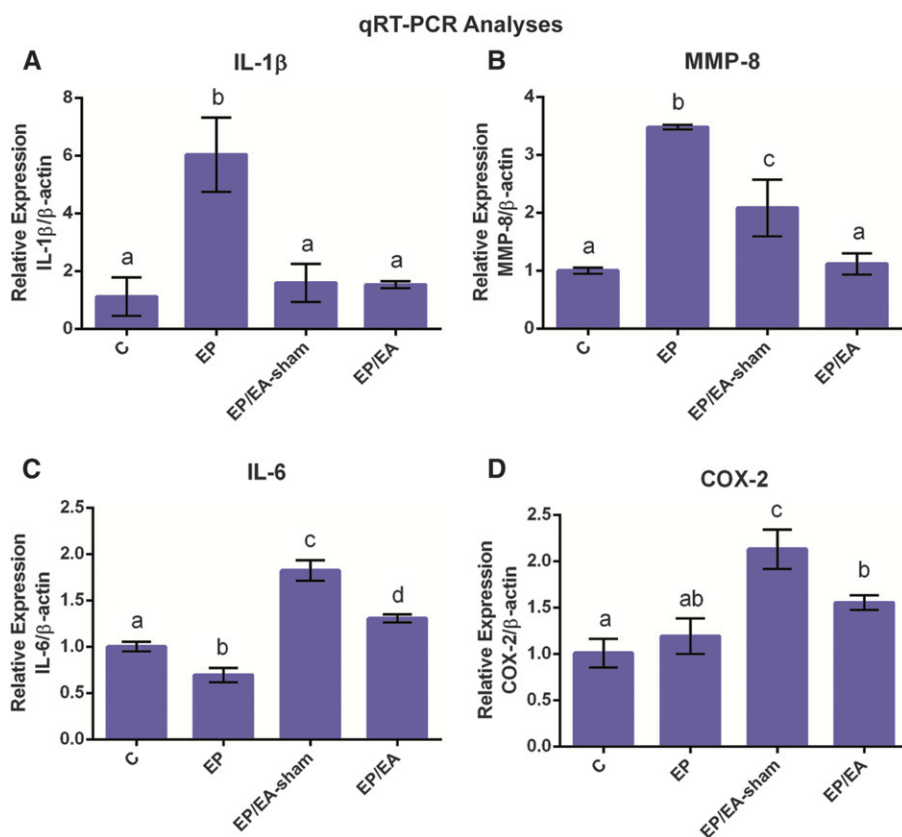 qRT-PCR Analyses
A
IL-1β
Relative Expression
IL-1β/β-actin
8
6
4
2
0
a
b
a
a
C
EP
EP/EA-sham
EP/EA
B
MMP-8
Relative Expression
MMP-8/β-actin
4
3
2
1
0
a
b
c
a
C
EP
EP/EA-sham
EP/EA
C
IL-6
Relative Expression
IL-6/β-actin
2.5
2.0
1.5
1.0
0.5
0.0
a
b
c
d
C
EP
EP/EA-sham
EP/EA
D
COX-2
Relative Expression
COX-2/β-actin
2.5
2.0
1.5
1.0
0.5
0.0
a
ab
c
b
C
EP
EP/EA-sham
EP/EA